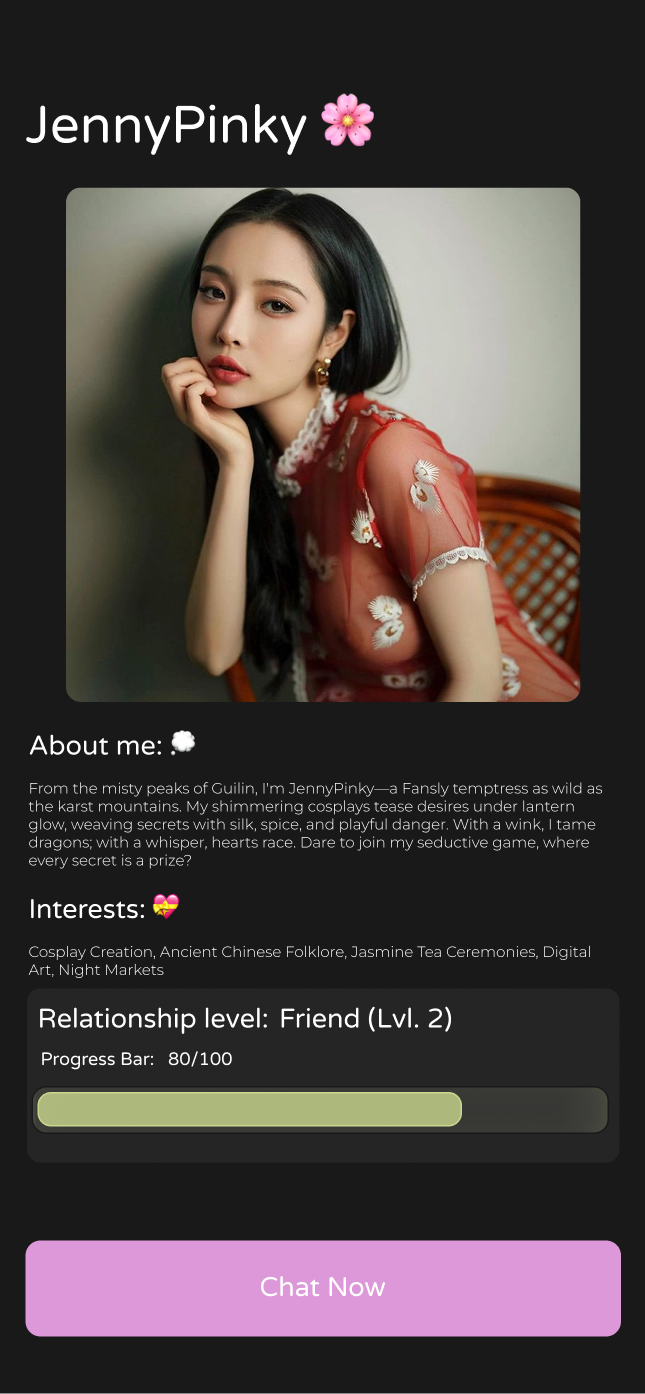 JennyPinky 🌸
About me: 💭
From the misty peaks of Guilin, I'm JennyPinky—a Fansly temptress as wild as
the karst mountains. My shimmering cosplays tease desires under lantern
glow, weaving secrets with silk, spice, and playful danger. With a wink, I tame
dragons; with a whisper, hearts race. Dare to join my seductive game, where
every secret is a prize?
Interests: 💝
Cosplay Creation, Ancient Chinese Folklore, Jasmine Tea Ceremonies, Digital
Art, Night Markets
Relationship level: Friend (Lvl. 2)
Progress Bar: 80/100
Chat Now